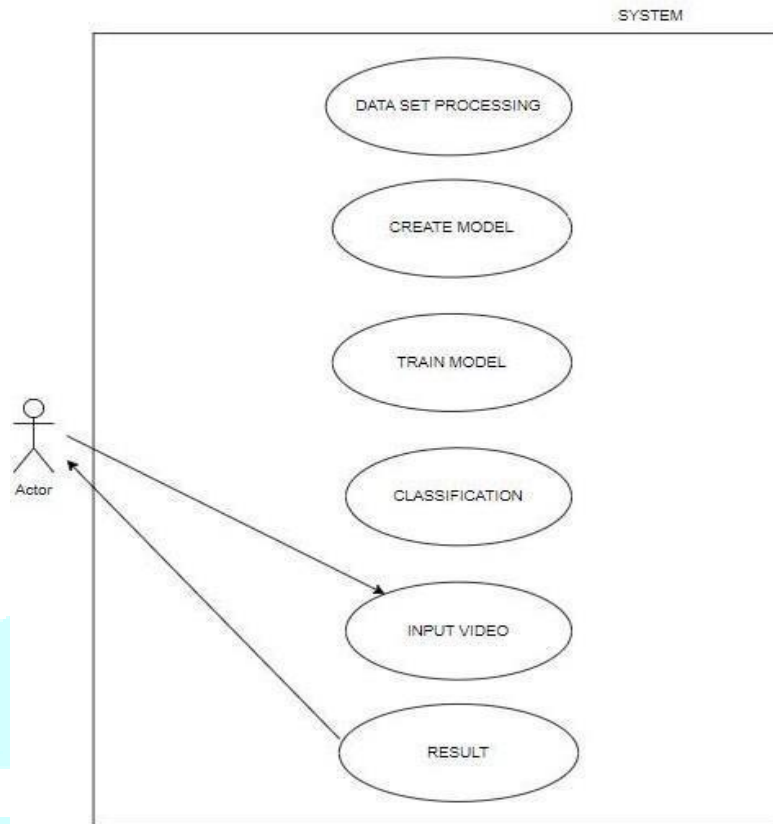 SYSTEM
DATA SET PROCESSING
CREATE MODEL
TRAIN MODEL
Actor
CLASSIFICATION
INPUT VIDEO
RESULT